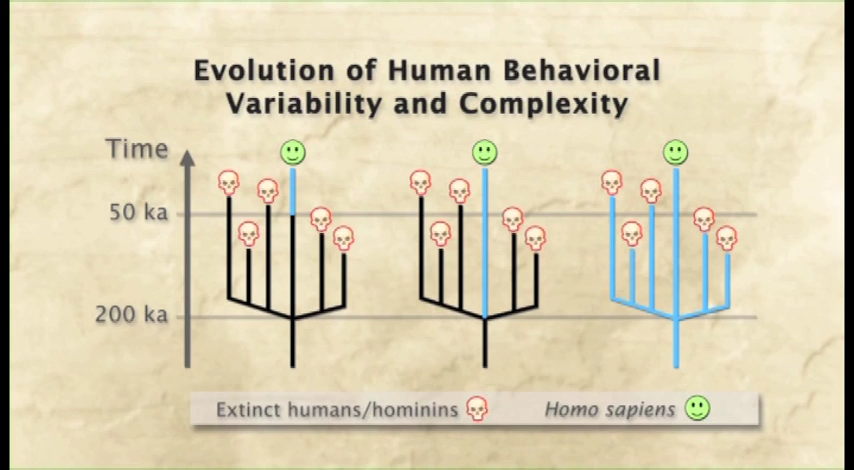 Evolution of Human Behavioral
Variability and Complexity
Time
50 ka
200 ka
Extinct humans/hominins
Homo sapiens